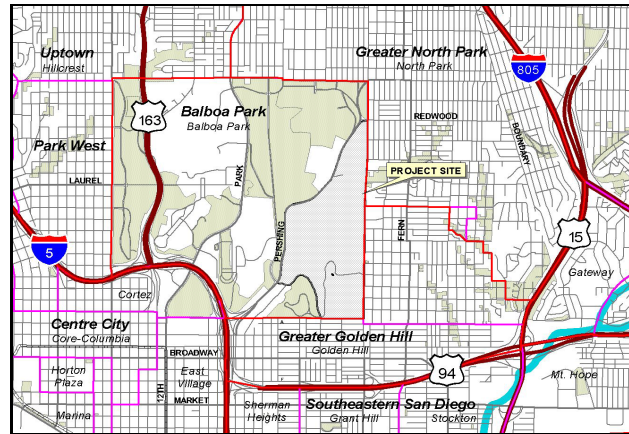 Uptown
Hillcrest
Greater North Park
North Park
805
163
Balboa Park
Balboa Park
REDWOOD
BOUNDARY
Park West
PROJECT SITE
LAUREL
PARK
5
PERSHING
FERN
15
Gateway
Cortez
Centre City
Core-Columbia
Greater Golden Hill
Golden Hill
BROADWAY
Horton
Plaza
East
Village
94
Mt. Hope
12TH
MARKET
Sherman
Heights
Southeastern San Diego
Grant Hill
Stockton
Marina